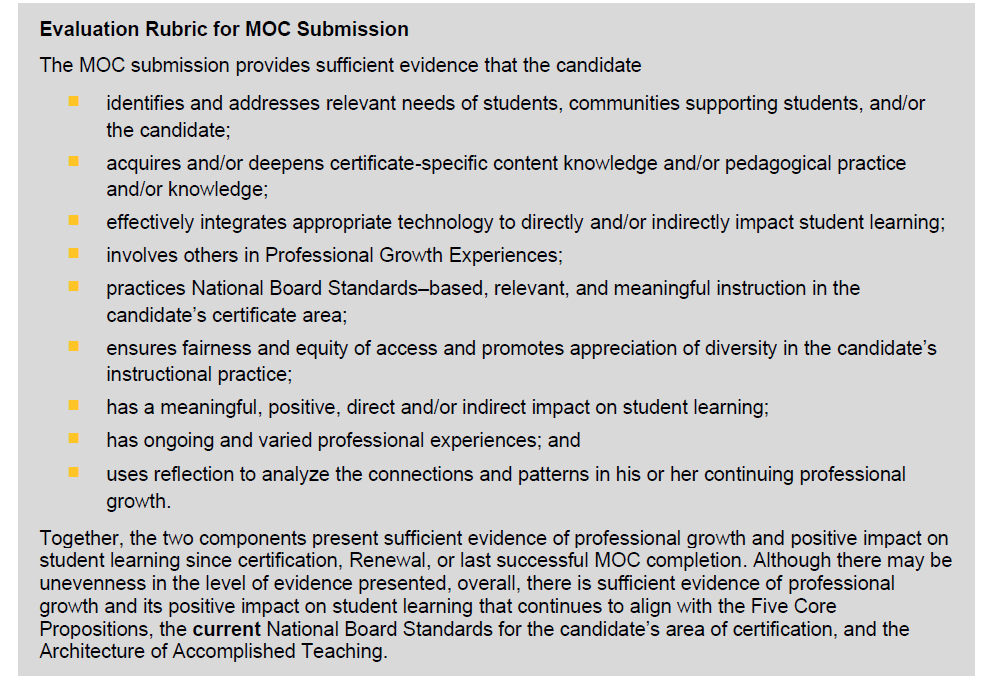 Evaluation Rubric for MOC Submission
The MOC submission provides sufficient evidence that the candidate
identifies and addresses relevant needs of students, communities supporting students, and/or
the candidate;
acquires and/or deepens certificate-specific content knowledge and/or pedagogical practice
and/or knowledge;
effectively integrates appropriate technology to directly and/or indirectly impact student learning;
involves others in Professional Growth Experiences;
practices National Board Standards–based, relevant, and meaningful instruction in the
candidate’s certificate area;
ensures fairness and equity of access and promotes appreciation of diversity in the candidate’s
instructional practice;
has a meaningful, positive, direct and/or indirect impact on student learning;
has ongoing and varied professional experiences; and
uses reflection to analyze the connections and patterns in his or her continuing professional
growth.
Together, the two components present sufficient evidence of professional growth and positive impact on
student learning since certification, Renewal, or last successful MOC completion. Although there may be
unevenness in the level of evidence presented, overall, there is sufficient evidence of professional
growth and its positive impact on student learning that continues to align with the Five Core
Propositions, the current National Board Standards for the candidate’s area of certification, and the
Architecture of Accomplished Teaching.